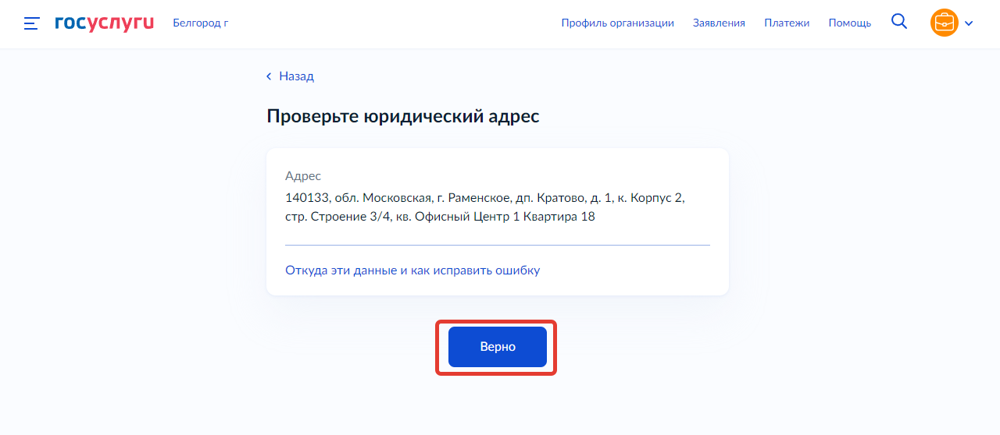 госуслуги Белгород г Профиль организации Заявления Платежи Помощь
Назад
Проверьте юридический адрес
Адрес
140133, обл. Московская, г. Раменское, дп. Кратово, д. 1, к. Корпус 2,
стр. Строение 3/4, кв. Офисный Центр 1 Квартира 18
Откуда эти данные и как исправить ошибку
Верно